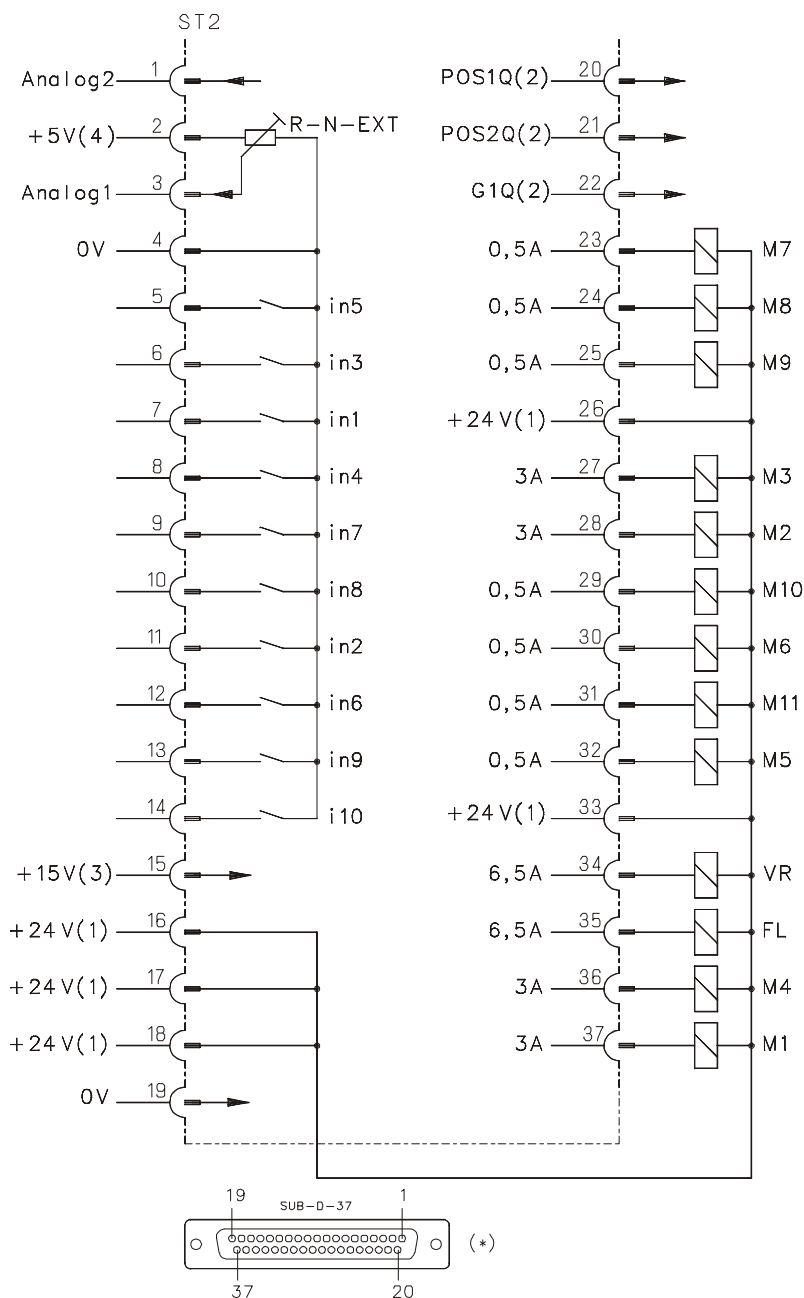 ST2
Analog2 1
+5V(4) 2 R-N-EXT
Analog1 3
0V 4
5 in5
6 in3
7 in1
8 in4
9 in7
10 in8
11 in2
12 in6
13 in9
14 i10
+15V(3) 15
+24V(1) 16
+24V(1) 17
+24V(1) 18
0V 19
POS1Q(2) 20
POS2Q(2) 21
G1Q(2) 22
0,5A 23 M7
0,5A 24 M8
0,5A 25 M9
+24V(1) 26
3A 27 M3
3A 28 M2
0,5A 29 M10
0,5A 30 M6
0,5A 31 M11
0,5A 32 M5
+24V(1) 33
6,5A 34 VR
6,5A 35 FL
3A 36 M4
3A 37 M1
19 SUB-D-37 1
(*)
37 20